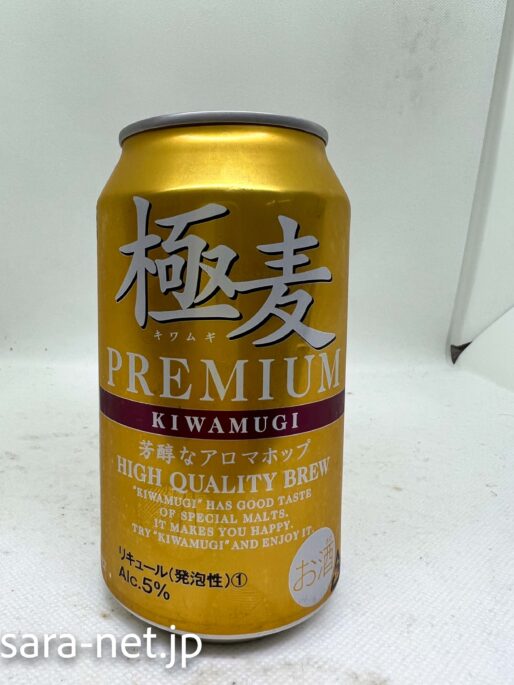 極麦
キワムギ
PREMIUM
KIWAMUGI
芳醇なアロマホップ
HIGH QUALITY BREW
"KIWAMUGI" HAS GOOD TASTE
OF SPECIAL MALTS.
IT MAKES YOU HAPPY.
TRY "KIWAMUGI" AND ENJOY IT.
リキュール(発泡性)①
Alc.5%
お酒
sara-net.jp